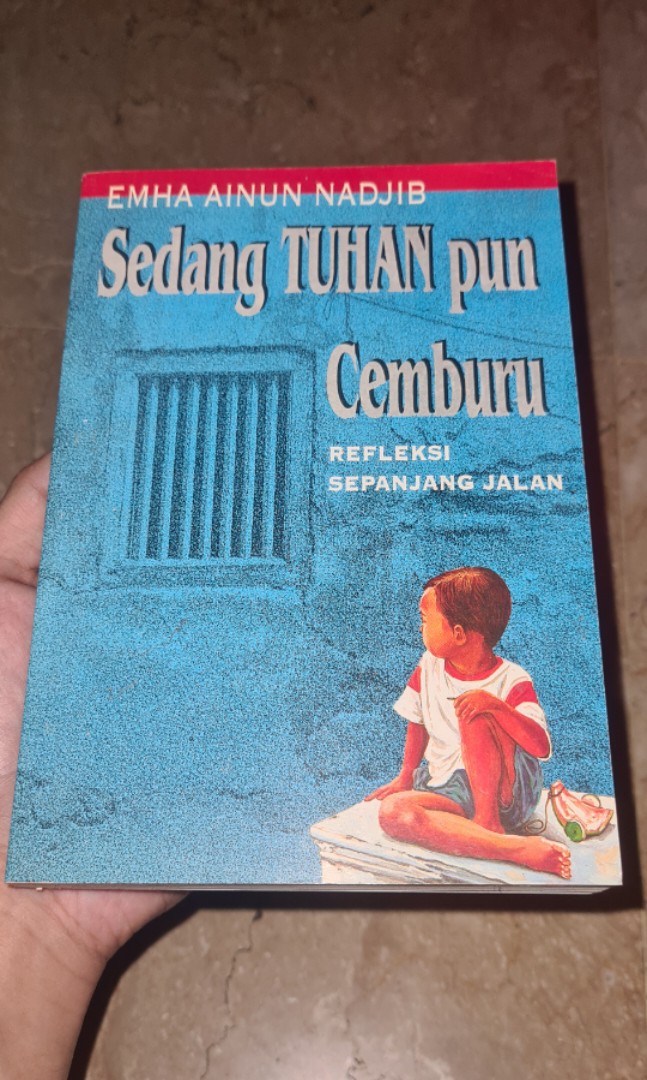 EMHA AINUN NADJIB
Sedang TUHAN pun
Cemburu
REFLEKSI
SEPANJANG JALAN